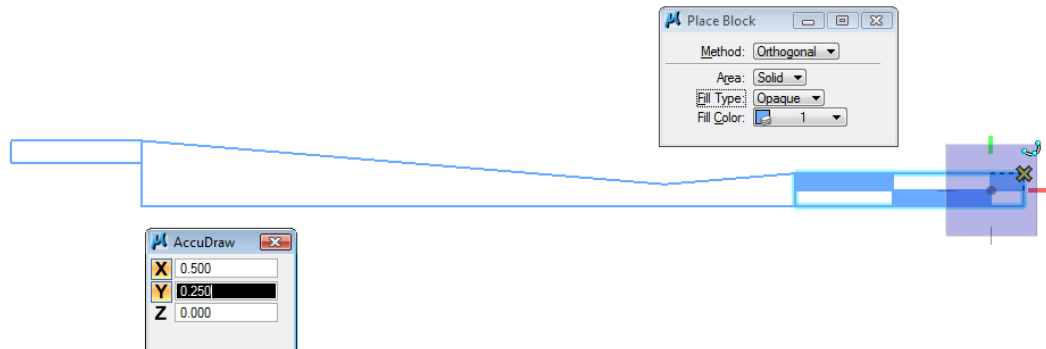 Place Block
Method: Orthogonal
Area: Solid
Fill Type: Opaque
Fill Color: 1
AccuDraw
X 0.500
Y 0.250
Z 0.000